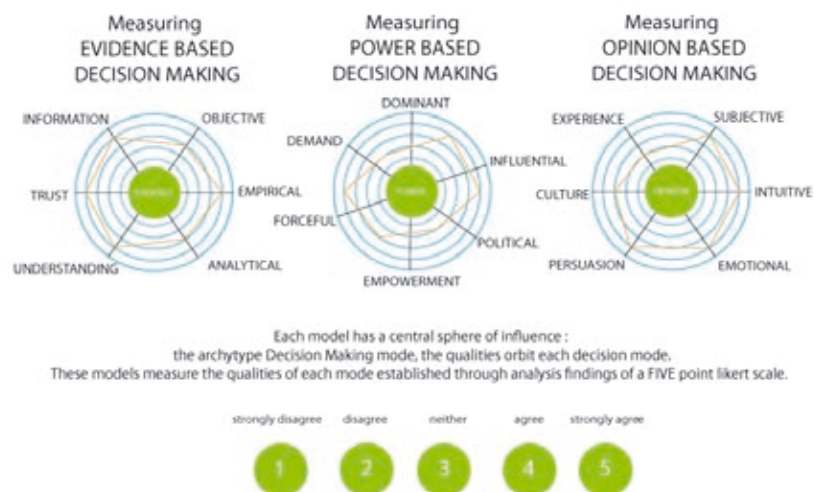 Measuring
EVIDENCE BASED
DECISION MAKING
INFORMATION
OBJECTIVE
TRUST
EMPIRICAL
UNDERSTANDING
ANALYTICAL
Measuring
POWER BASED
DECISION MAKING
DOMINANT
DEMAND
INFLUENTIAL
POWER
FORCEFUL
POLITICAL
EMPOWERMENT
Measuring
OPINION BASED
DECISION MAKING
EXPERIENCE
SUBJECTIVE
CULTURE
INTUITIVE
PERSUASION
EMOTIONAL
Each model has a central sphere of influence :
the archytype Decision Making mode, the qualities orbit each decision mode.
These models measure the qualities of each mode established through analysis findings of a FIVE point likert scale.
strongly disagree disagree neither agree strongly agree
1 2 3 4 5